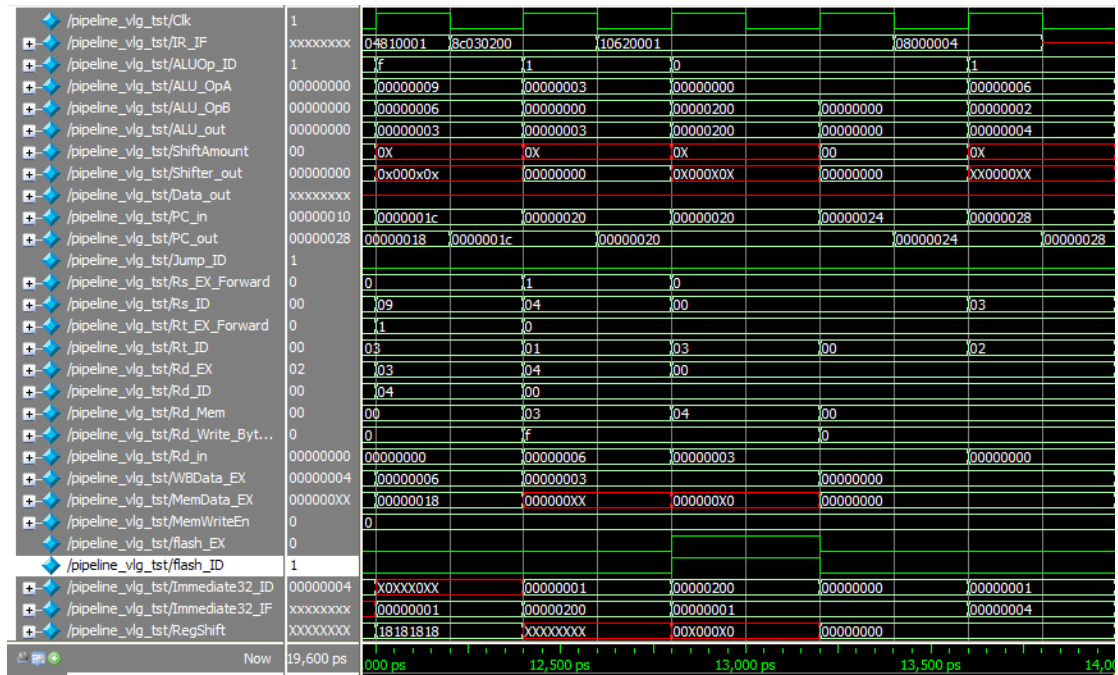 /pipeline_vlg_tst/Clk 1
/pipeline_vlg_tst/IR_IF xxxxxxxx 04810001 8c030200 10620001 08000004
/pipeline_vlg_tst/ALUOp_ID 1 f 1 0 1
/pipeline_vlg_tst/ALU_OpA 00000000 00000009 00000003 00000000 00000006
/pipeline_vlg_tst/ALU_OpB 00000000 00000006 00000000 00000200 00000000 00000002
/pipeline_vlg_tst/ALU_out 00000000 00000003 00000003 00000200 00000000 00000004
/pipeline_vlg_tst/ShiftAmount 00 0X 0X 0X 00 0X
/pipeline_vlg_tst/Shifter_out 00000000 0x000x0x 00000000 0X000X0X 00000000 XX0000XX
/pipeline_vlg_tst/Data_out xxxxxxxx
/pipeline_vlg_tst/PC_in 00000010 0000001c 00000020 00000020 00000024 00000028
/pipeline_vlg_tst/PC_out 00000028 00000018 0000001c 00000020 00000024 00000028
/pipeline_vlg_tst/Jump_ID 1
/pipeline_vlg_tst/Rs_EX_Forward 0 0 1 0
/pipeline_vlg_tst/Rs_ID 00 09 04 00 03
/pipeline_vlg_tst/Rt_EX_Forward 0 1 0
/pipeline_vlg_tst/Rt_ID 00 03 01 03 00 02
/pipeline_vlg_tst/Rd_EX 02 03 04 00
/pipeline_vlg_tst/Rd_ID 00 04 00
/pipeline_vlg_tst/Rd_Mem 00 00 03 04 00
/pipeline_vlg_tst/Rd_Write_Byt... 0 0 f 0
/pipeline_vlg_tst/Rd_in 00000000 00000000 00000006 00000003 00000000
/pipeline_vlg_tst/WBData_EX 00000004 00000006 00000003 00000000
/pipeline_vlg_tst/MemData_EX 000000XX 00000018 000000XX 000000X0 00000000
/pipeline_vlg_tst/MemWriteEn 0 0
/pipeline_vlg_tst/flash_EX 0
/pipeline_vlg_tst/flash_ID 1
/pipeline_vlg_tst/Immediate32_ID 00000004 X0XXX0XX 00000001 00000200 00000000 00000001
/pipeline_vlg_tst/Immediate32_IF xxxxxxxx 00000001 00000200 00000001 00000004
/pipeline_vlg_tst/RegShift XXXXXXXX 18181818 XXXXXXXX 00X000X0 00000000
Now 19,600 ps 000 ps 12,500 ps 13,000 ps 13,500 ps 14,0